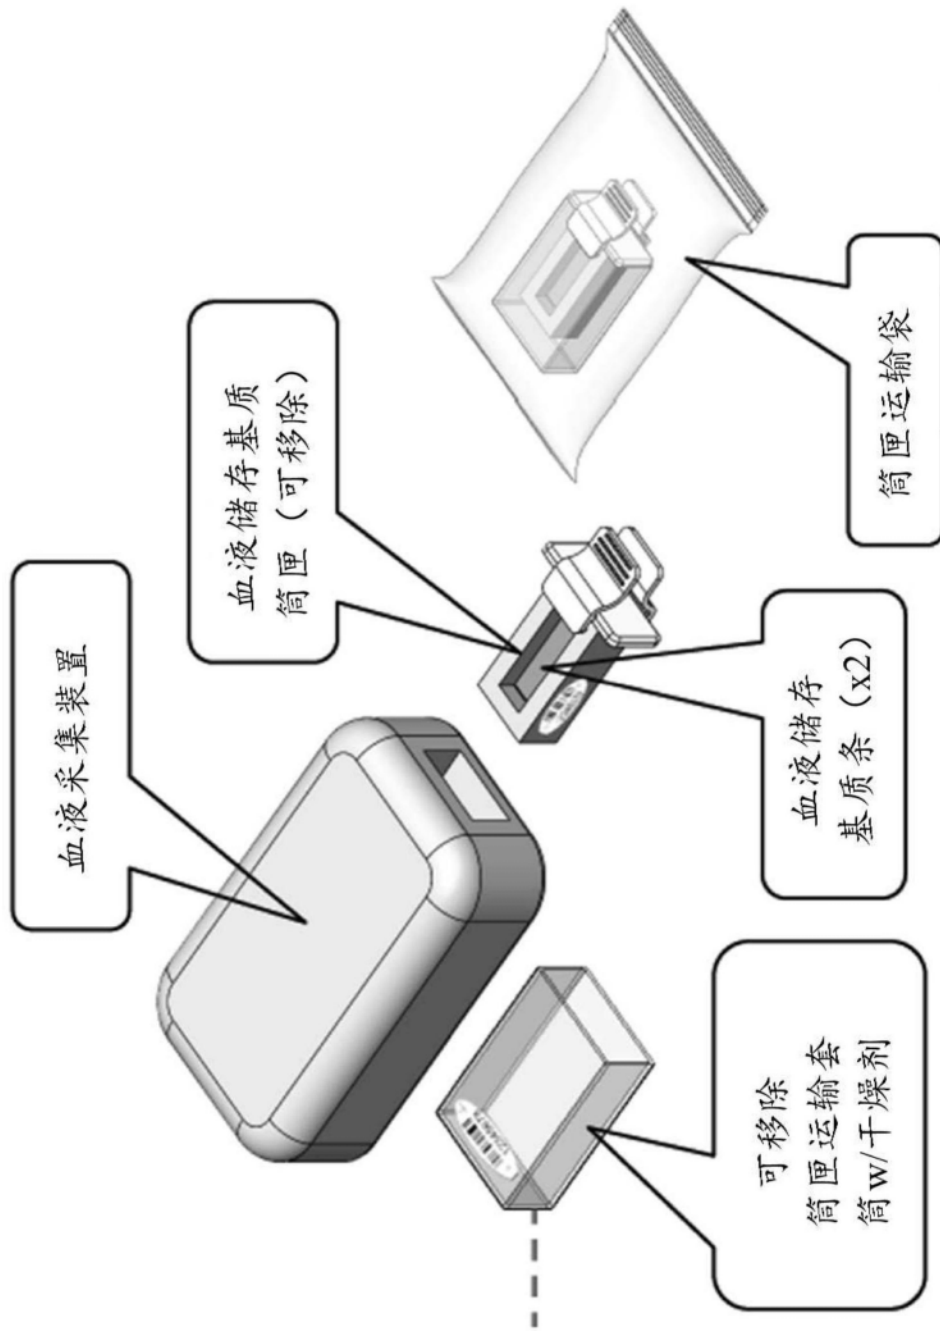 血液采集装置
血液储存基质
筒匣（可移除）
筒匣运输袋
血液储存
基质条（x2）
可移除
筒匣运输套
筒w/干燥剂